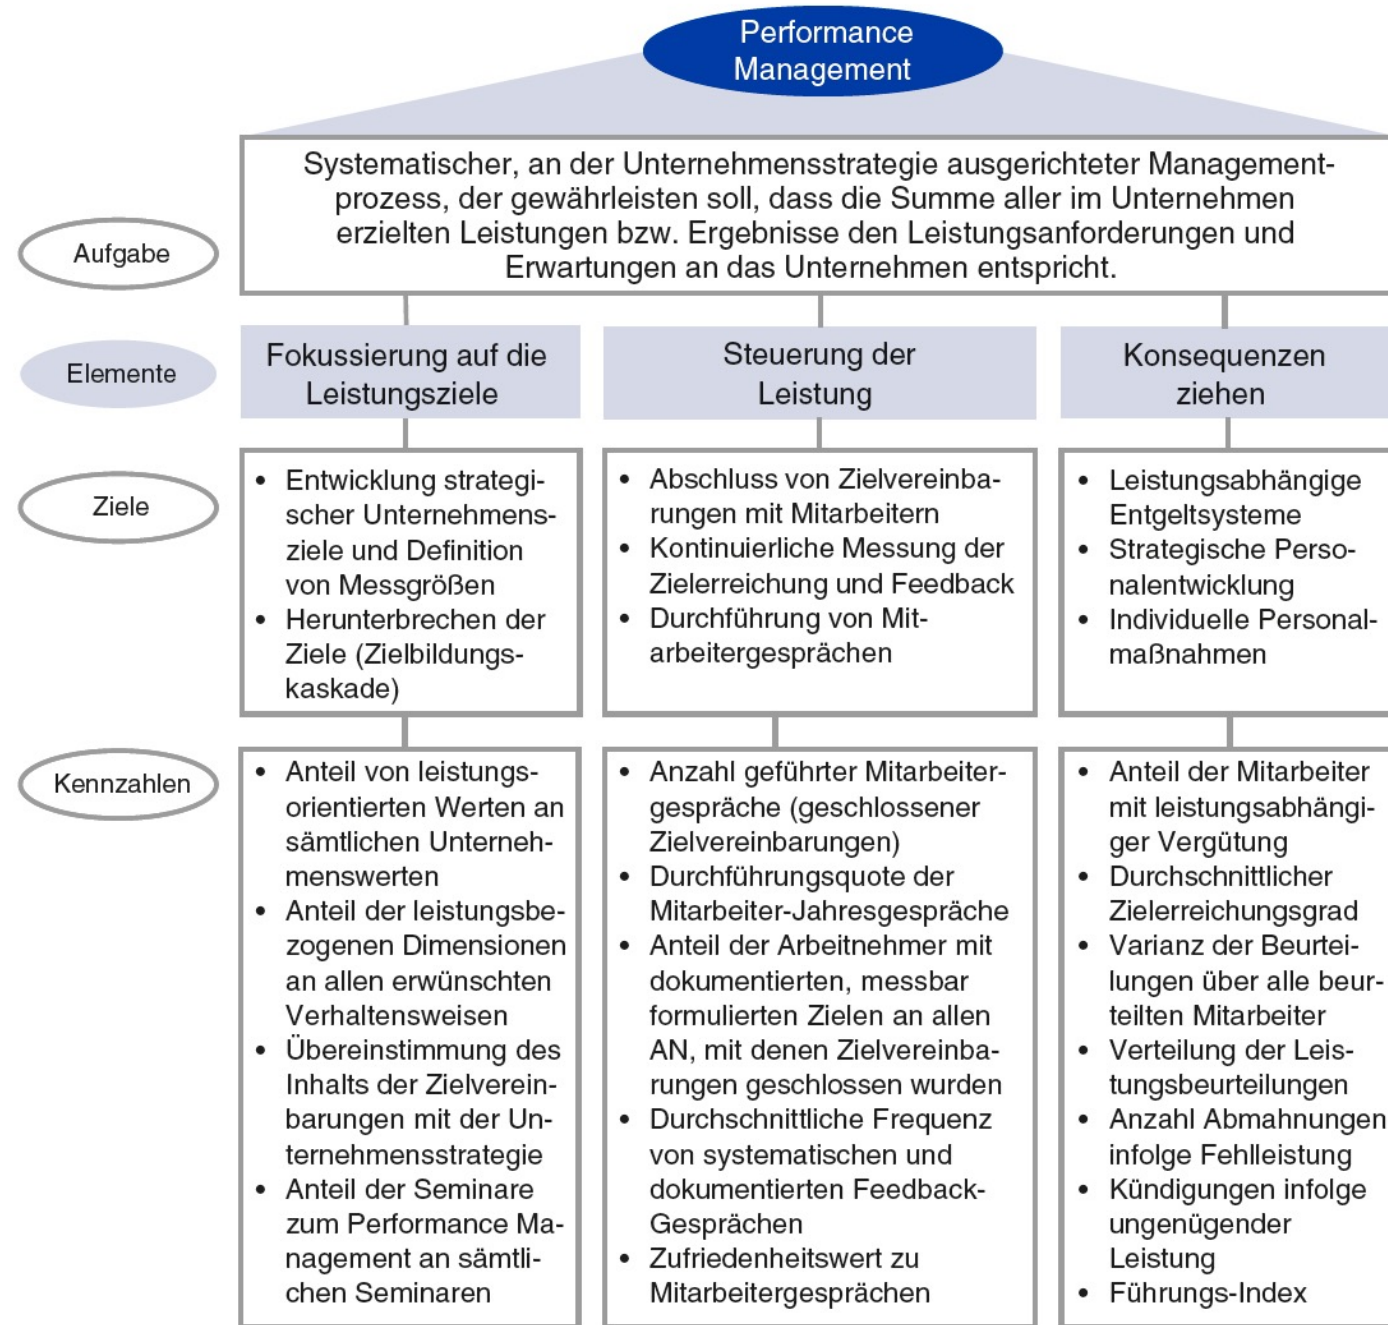 Performance
Management
Aufgabe
Systematischer, an der Unternehmensstrategie ausgerichteter Management-
prozess, der gewährleisten soll, dass die Summe aller im Unternehmen
erzielten Leistungen bzw. Ergebnisse den Leistungsanforderungen und
Erwartungen an das Unternehmen entspricht.
Elemente
Fokussierung auf die
Leistungsziele
Steuerung der
Leistung
Konsequenzen
ziehen
Ziele
• Entwicklung strategi-
scher Unternehmens-
ziele und Definition
von Messgrößen
• Herunterbrechen der
Ziele (Zielbildungs-
kaskade)
• Abschluss von Zielvereinba-
rungen mit Mitarbeitern
• Kontinuierliche Messung der
Zielerreichung und Feedback
• Durchführung von Mit-
arbeitergesprächen
• Leistungsabhängige
Entgeltsysteme
• Strategische Perso-
nalentwicklung
• Individuelle Personal-
maßnahmen
Kennzahlen
• Anteil von leistungs-
orientierten Werten an
sämtlichen Unterneh-
menswerten
• Anteil der leistungsbe-
zogenen Dimensionen
an allen erwünschten
Verhaltensweisen
• Übereinstimmung des
Inhalts der Zielverein-
barungen mit der Un-
ternehmensstrategie
• Anteil der Seminare
zum Performance Ma-
nagement an sämtli-
chen Seminaren
• Anzahl geführter Mitarbeiter-
gespräche (geschlossener
Zielvereinbarungen)
• Durchführungsquote der
Mitarbeiter-Jahresgespräche
• Anteil der Arbeitnehmer mit
dokumentierten, messbar
formulierten Zielen an allen
AN, mit denen Zielvereinba-
rungen geschlossen wurden
• Durchschnittliche Frequenz
von systematischen und
dokumentierten Feedback-
Gesprächen
• Zufriedenheitswert zu
Mitarbeitergesprächen
• Anteil der Mitarbeiter
mit leistungsabhängi-
ger Vergütung
• Durchschnittlicher
Zielerreichungsgrad
• Varianz der Beurtei-
lungen über alle beur-
teilten Mitarbeiter
• Verteilung der Leis-
tungsbeurteilungen
• Anzahl Abmahnungen
infolge Fehlleistung
• Kündigungen infolge
ungenügender
Leistung
• Führungs-Index